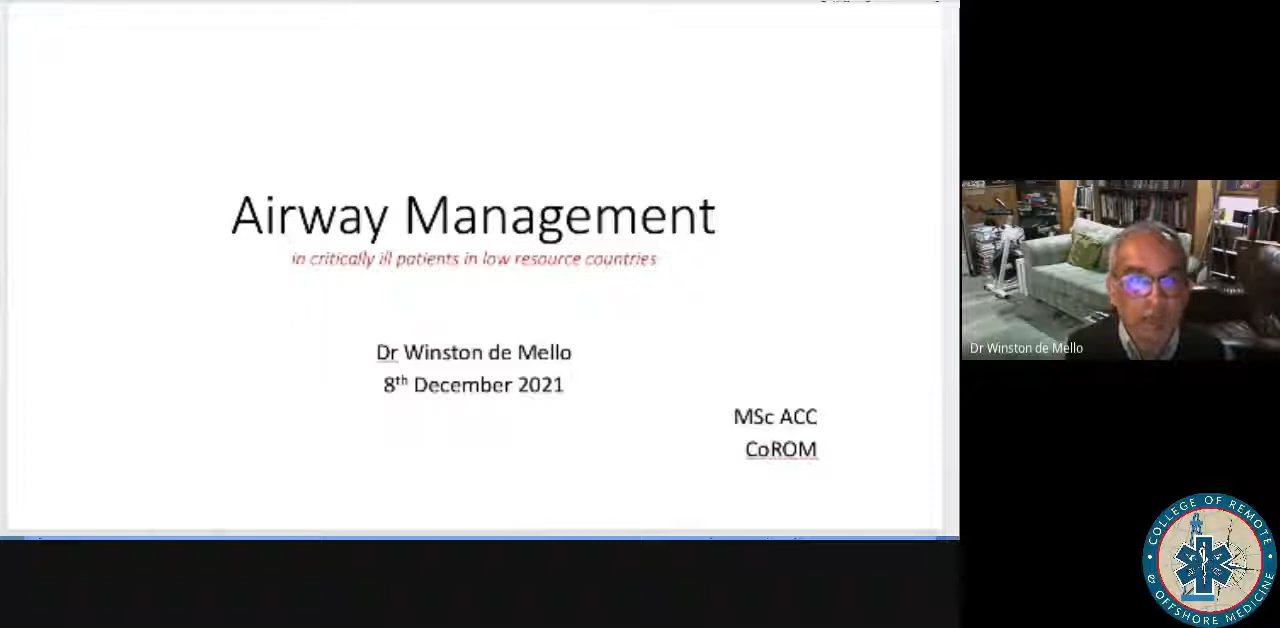 Airway Management
in critically ill patients in low resource countries
Dr Winston de Mello
8th December 2021
MSc ACC
CoROM
Dr Winston de Mello
COLLEGE OF REMOTE
& OFFSHORE MEDICINE